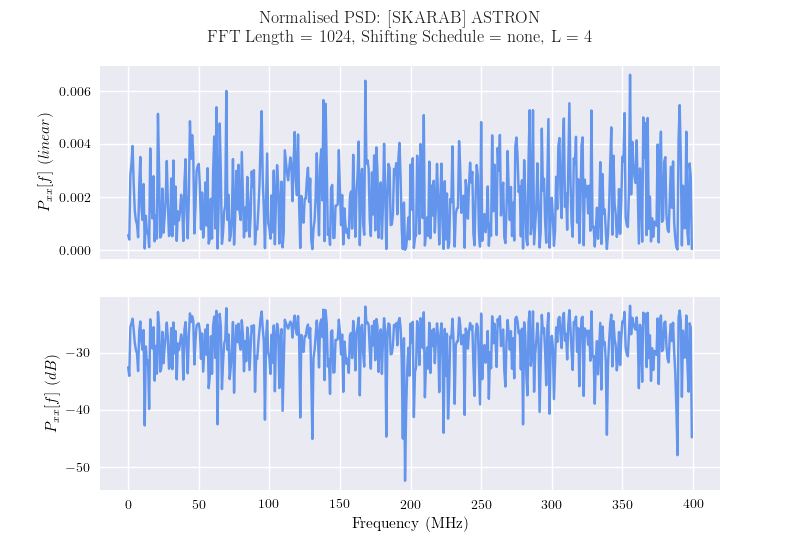 Normalised PSD: [SKARAB] ASTRON
FFT Length = 1024, Shifting Schedule = none, L = 4
0.006
0.004
0.002
0.000
P_xx[f] (linear)
−30
−40
−50
P_xx[f] (dB)
0 50 100 150 200 250 300 350 400
Frequency (MHz)